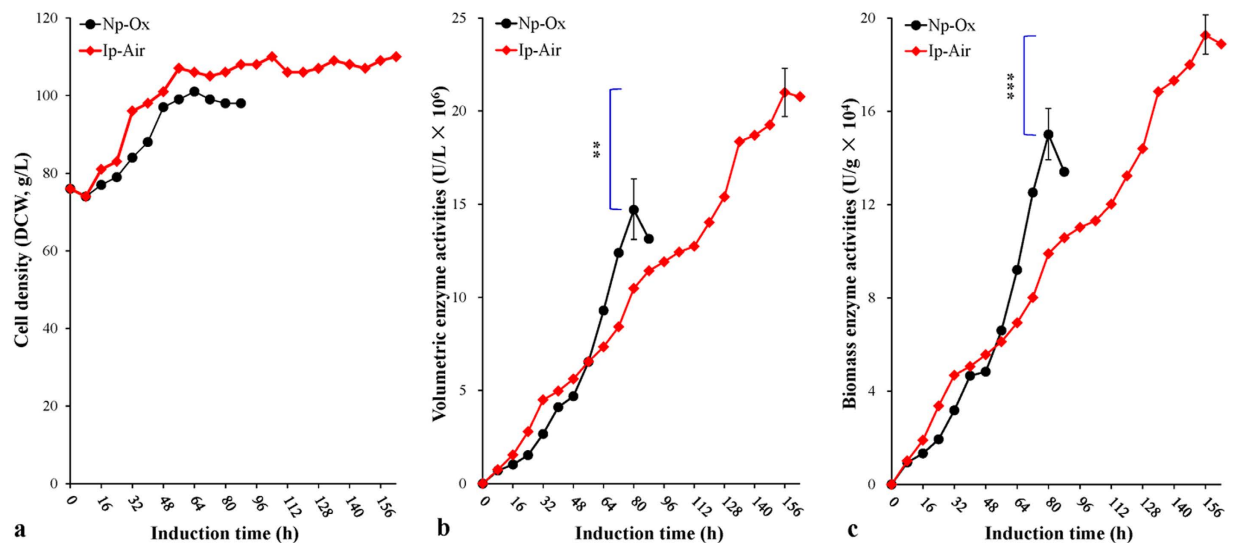 Np-Ox
Ip-Air
Cell density (DCW, g/L)
120
100
80
60
40
20
0
0 16 32 48 64 80 96 112 128 140 156
Induction time (h)
a
Np-Ox
Ip-Air
**
Volumetric enzyme activities (U/L × 10⁶)
25
20
15
10
5
0
0 16 32 48 64 80 96 112 128 140 156
Induction time (h)
b
Np-Ox
Ip-Air
***
Biomass enzyme activities (U/g × 10⁴)
20
16
12
8
4
0
0 16 32 48 64 80 96 112 128 140 156
Induction time (h)
c